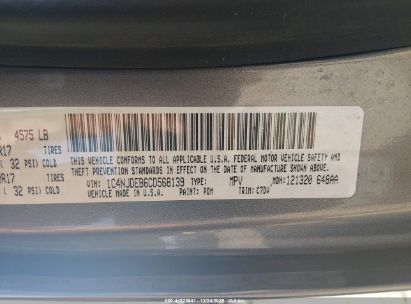 4575 LB
R17 TIRES
( 32 PSI) COLD
R17 TIRES
( 32 PSI) COLD
THIS VEHICLE CONFORMS TO ALL APPLICABLE U.S.A. FEDERAL MOTOR VEHICLE SAFETY AND
THEFT PREVENTION STANDARDS IN EFFECT ON THE DATE OF MANUFACTURE SHOWN ABOVE.
VIN: 1C4NJDEB6CD568139 TYPE: MPV MDH: 121320 648AA
VEHICLE MADE IN U.S.A. PAINT: PDM TRIM: C7DV